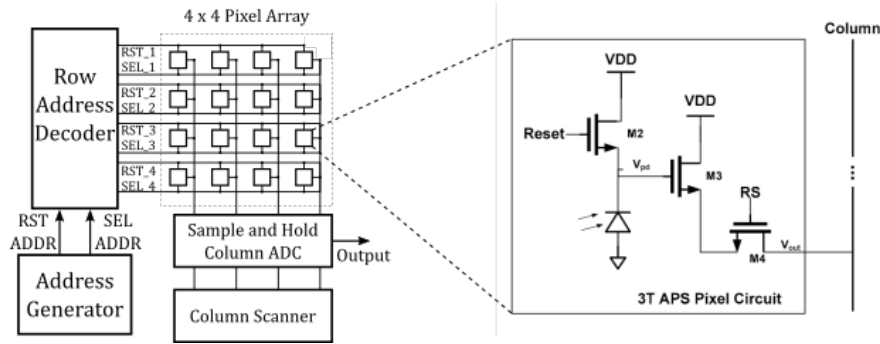 4 x 4 Pixel Array
Row
Address
Decoder
RST_1
SEL_1
RST_2
SEL_2
RST_3
SEL_3
RST_4
SEL_4
RST
ADDR
SEL
ADDR
Address
Generator
Sample and Hold
Column ADC
Output
Column Scanner
Column
VDD
VDD
Reset
M2
Vpd
M3
RS
M4
Vout
...
3T APS Pixel Circuit